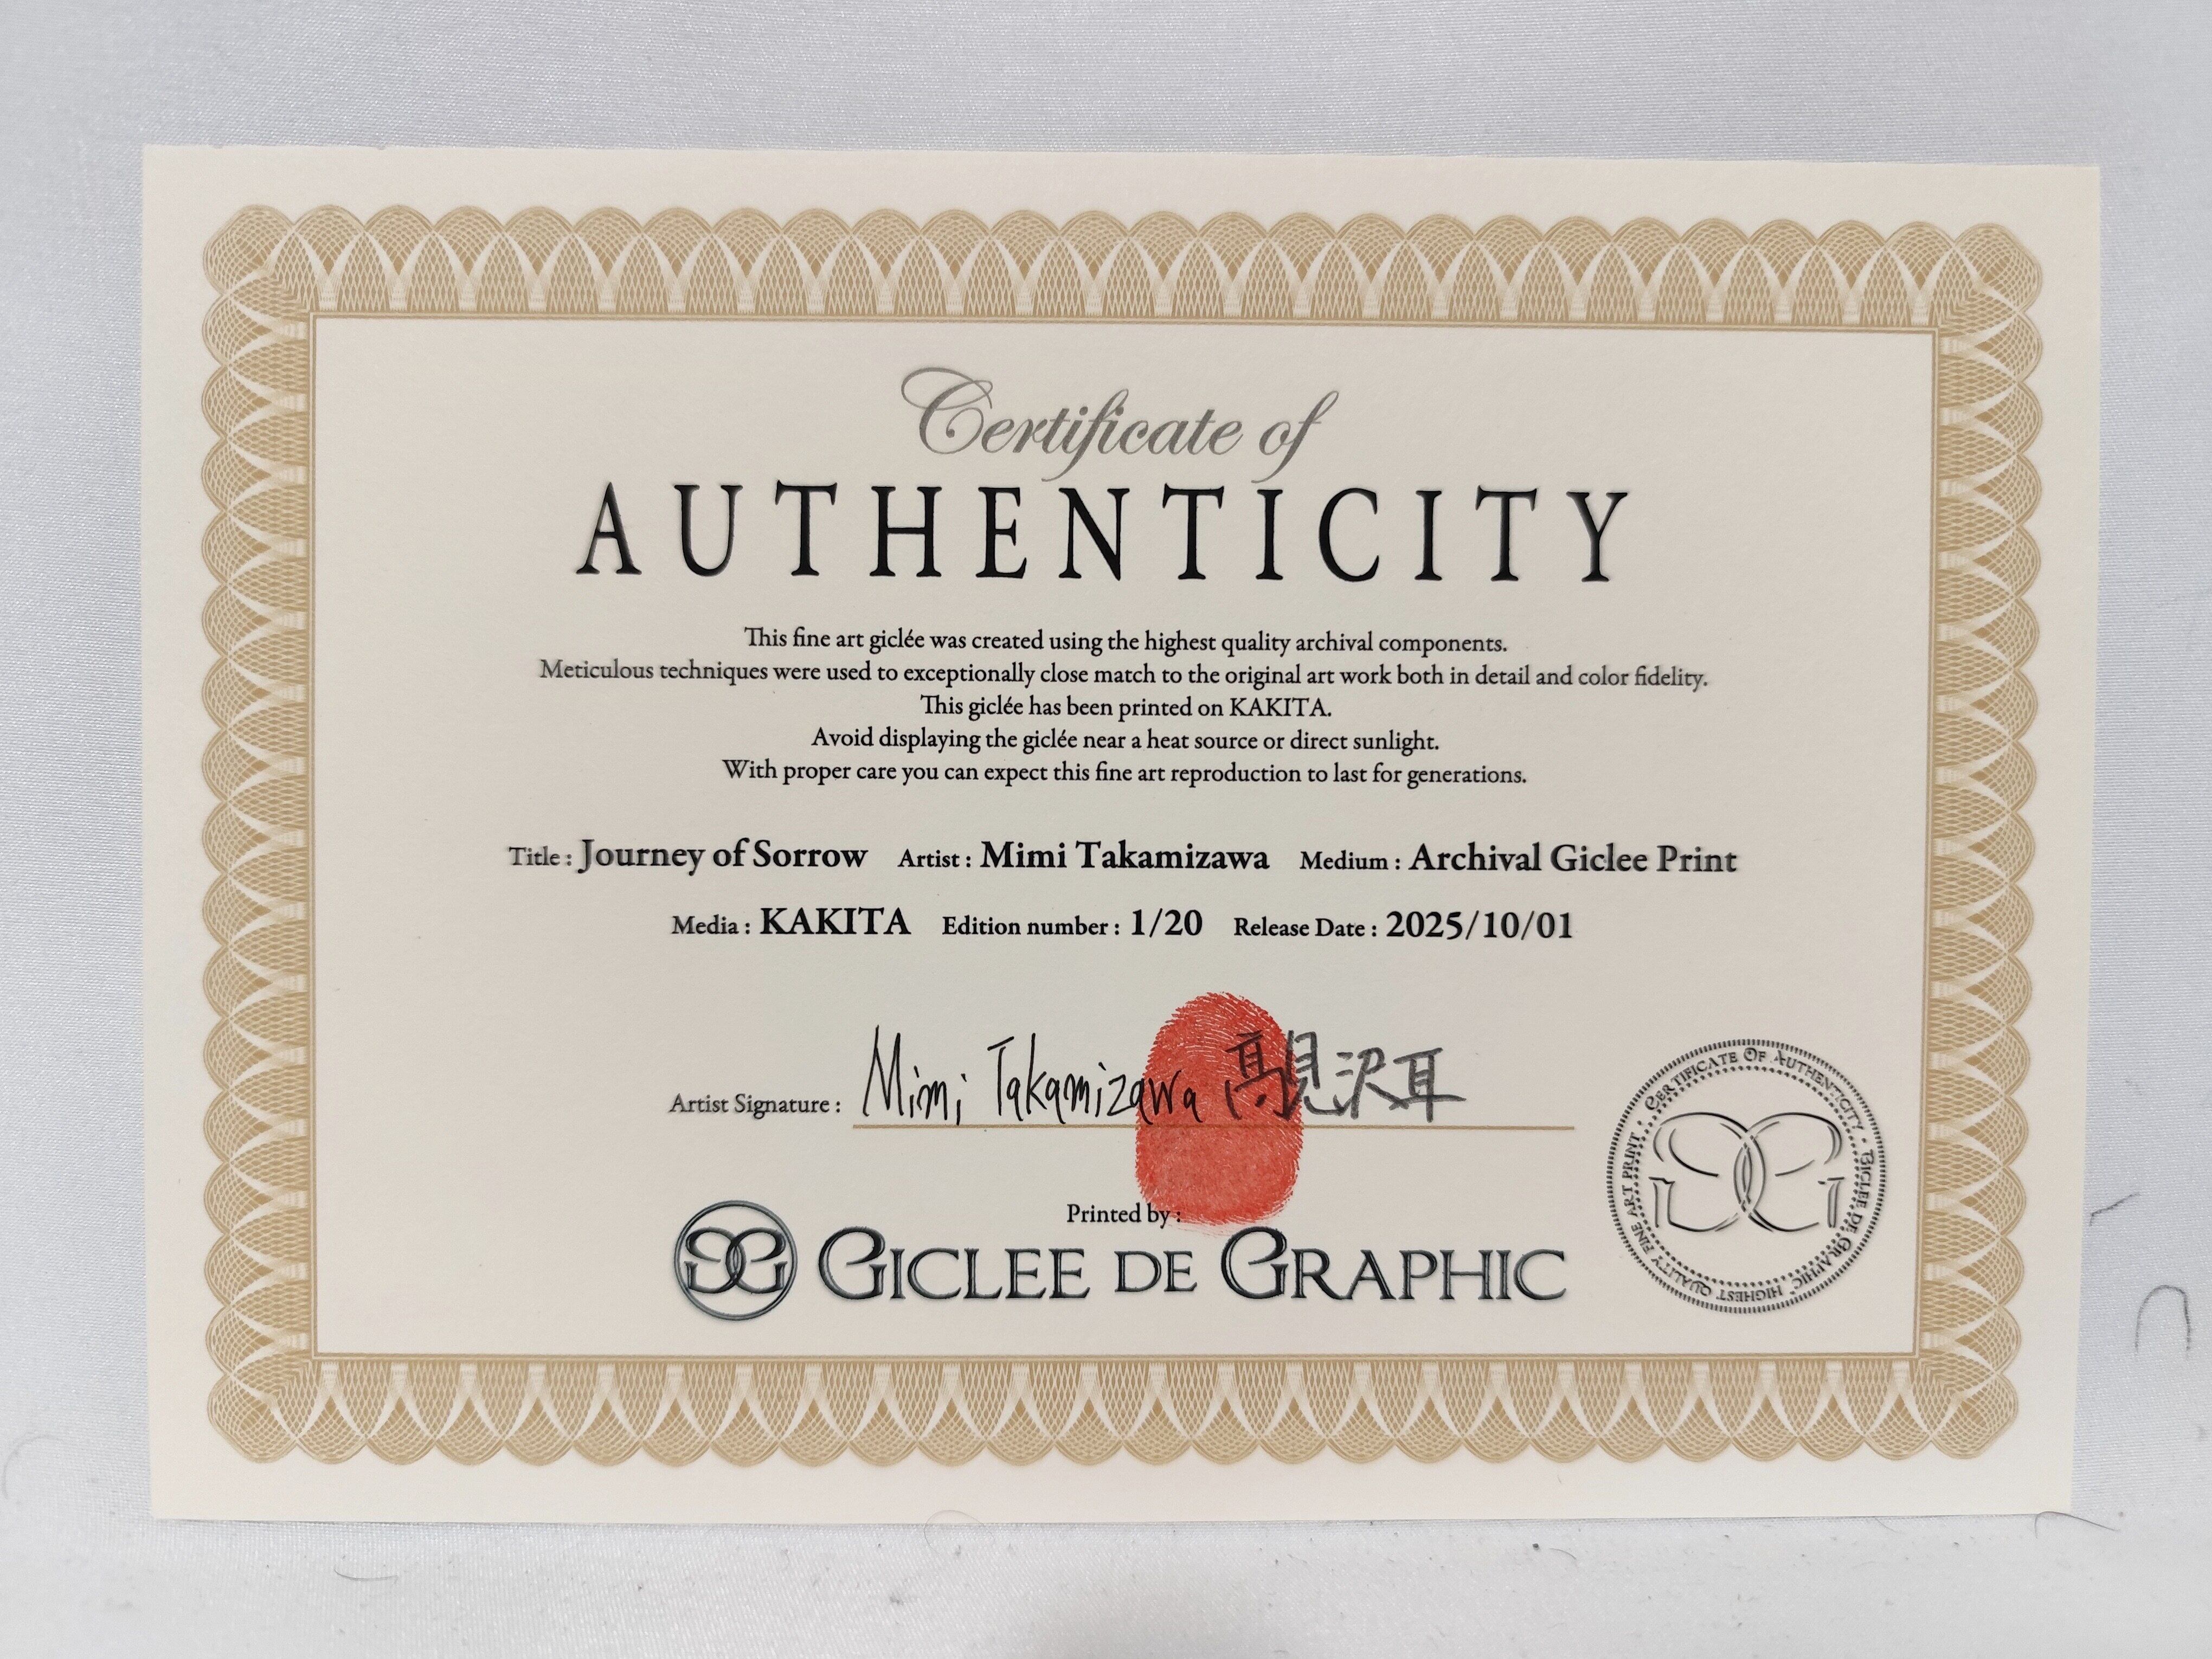 Certificate of
AUTHENTICITY
This fine art giclée was created using the highest quality archival components.
Meticulous techniques were used to exceptionally close match to the original art work both in detail and color fidelity.
This giclée has been printed on KAKITA.
Avoid displaying the giclée near a heat source or direct sunlight.
With proper care you can expect this fine art reproduction to last for generations.
Title : Journey of Sorrow Artist : Mimi Takamizawa Medium : Archival Giclee Print
Media : KAKITA Edition number : 1/20 Release Date : 2025/10/01
Artist Signature : Mimi Takamizawa 高見沢耳
Printed by :
GG GICLEE DE GRAPHIC
CERTIFICATE OF AUTHENTICITY · GICLEE DE GRAPHIC · HIGHEST QUALITY FINE ART PRINT ·
GG